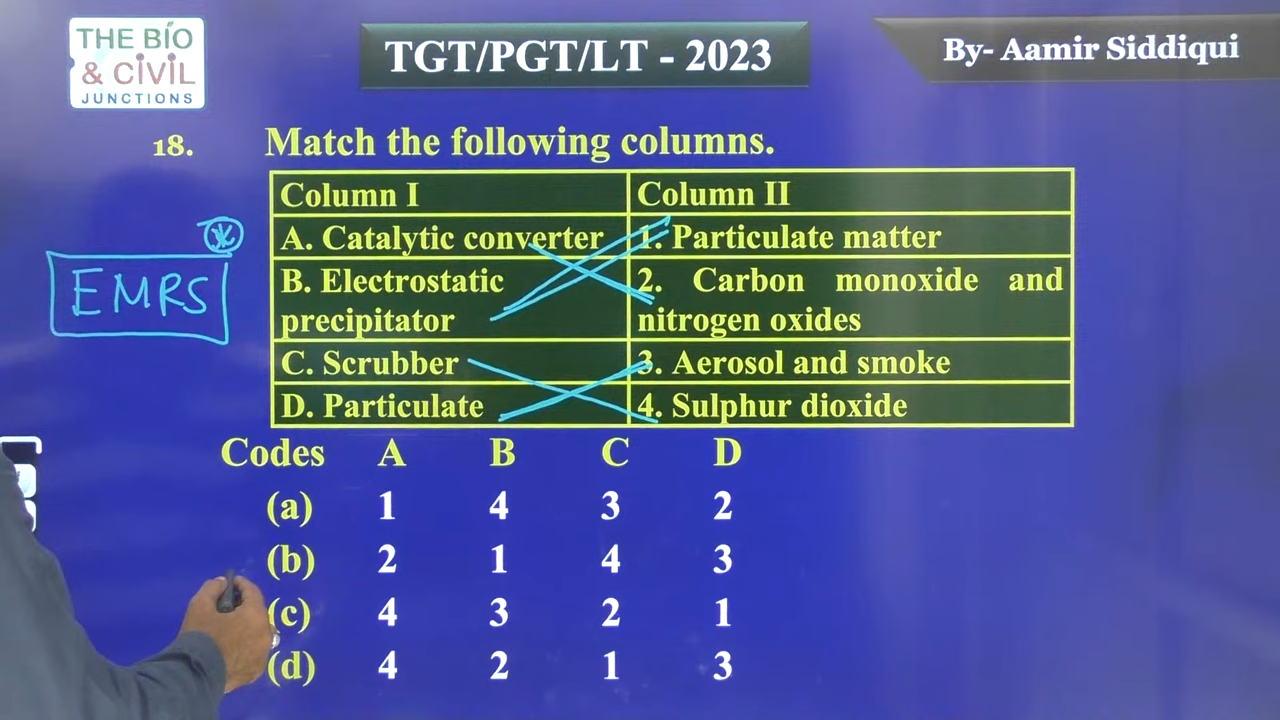 THE BIO
& CIVIL
JUNCTIONS
TGT/PGT/LT - 2023
By- Aamir Siddiqui
18. Match the following columns.
Column I Column II
A. Catalytic converter 1. Particulate matter
B. Electrostatic precipitator 2. Carbon monoxide and nitrogen oxides
C. Scrubber 3. Aerosol and smoke
D. Particulate 4. Sulphur dioxide
EMRS
Codes A B C D
(a) 1 4 3 2
(b) 2 1 4 3
(c) 4 3 2 1
(d) 4 2 1 3